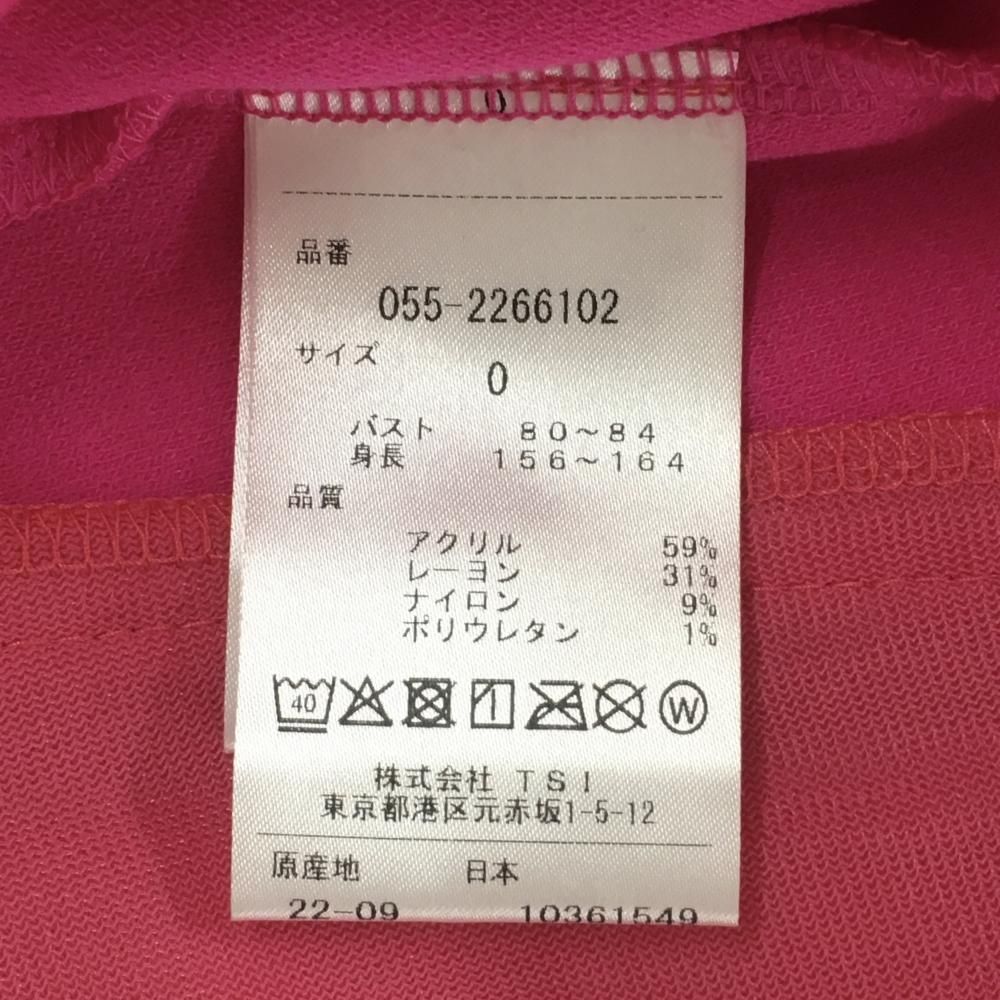 0
品番
055-2266102
サイズ
0
バスト 80～84
身長 156～164
品質
アクリル 59%
レーヨン 31%
ナイロン 9%
ポリウレタン 1%
40 W
株式会社 TSI
東京都港区元赤坂1-5-12
原産地 日本
22-09 10361549